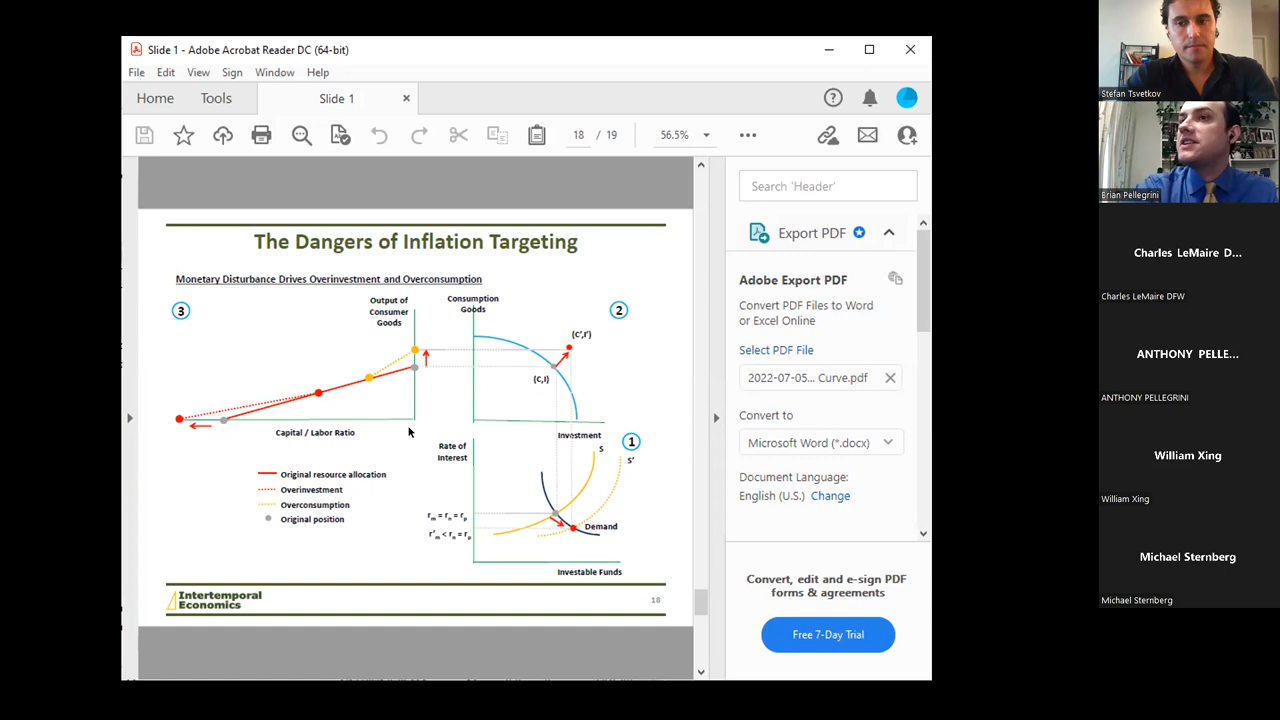 Slide 1 - Adobe Acrobat Reader DC (64-bit)
File Edit View Sign Window Help
Home Tools Slide 1
18 / 19 56.5%
The Dangers of Inflation Targeting
Monetary Disturbance Drives Overinvestment and Overconsumption
3
Output of
Consumer
Goods
Consumption
Goods
2
(C',I')
(C,I)
Capital / Labor Ratio
Investment
1
Rate of
Interest
S
S'
Original resource allocation
Overinvestment
Overconsumption
Original position
rm = rn = rp
r'm < rn = rp
Demand
Investable Funds
Intertemporal
Economics
18
Search 'Header'
Export PDF
Adobe Export PDF
Convert PDF Files to Word
or Excel Online
Select PDF File
2022-07-05... Curve.pdf
Convert to
Microsoft Word (*.docx)
Document Language:
English (U.S.) Change
Convert, edit and e-sign PDF
forms & agreements
Free 7-Day Trial
Stefan Tsvetkov
Brian Pellegrini
Charles LeMaire D...
Charles LeMaire DFW
ANTHONY PELLE...
ANTHONY PELLEGRINI
William Xing
William Xing
Michael Sternberg
Michael Sternberg